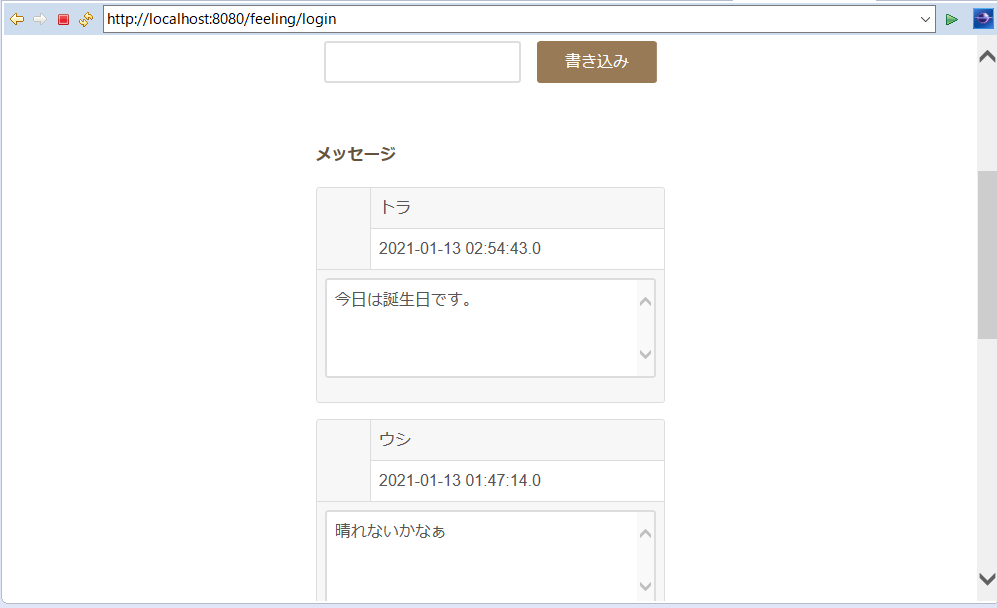 http://localhost:8080/feeling/login
書き込み
メッセージ
トラ
2021-01-13 02:54:43.0
今日は誕生日です。
ウシ
2021-01-13 01:47:14.0
晴れないかなぁ